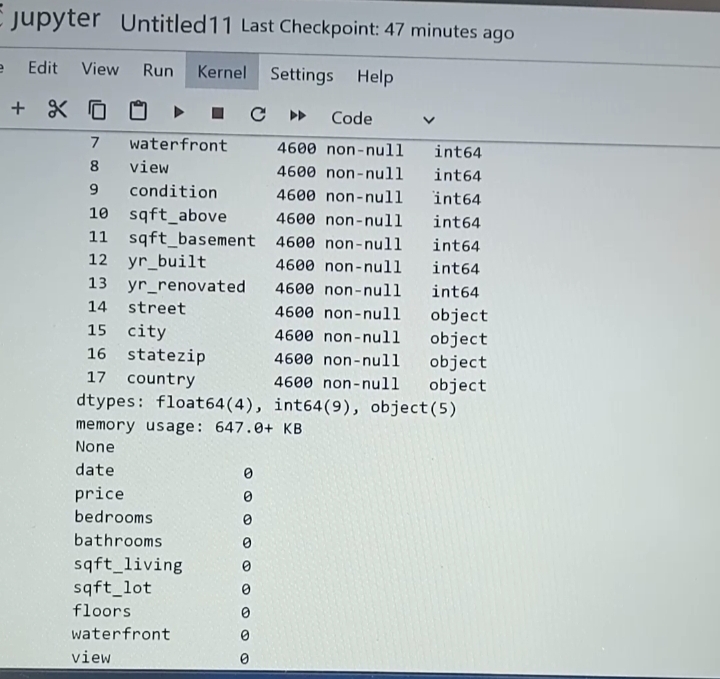 Jupyter Untitled11 Last Checkpoint: 47 minutes ago
Edit View Run Kernel Settings Help
Code
7 waterfront 4600 non-null int64
8 view 4600 non-null int64
9 condition 4600 non-null int64
10 sqft_above 4600 non-null int64
11 sqft_basement 4600 non-null int64
12 yr_built 4600 non-null int64
13 yr_renovated 4600 non-null int64
14 street 4600 non-null object
15 city 4600 non-null object
16 statezip 4600 non-null object
17 country 4600 non-null object
dtypes: float64(4), int64(9), object(5)
memory usage: 647.0+ KB
None
date 0
price 0
bedrooms 0
bathrooms 0
sqft_living 0
sqft_lot 0
floors 0
waterfront 0
view 0